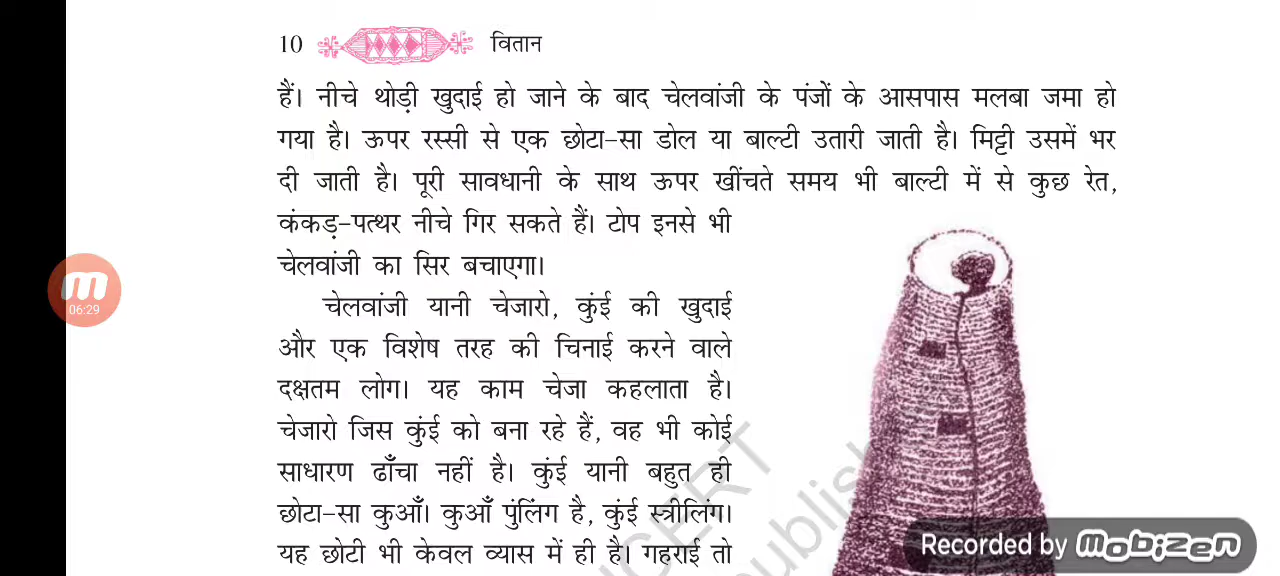 10 वितान
हैं। नीचे थोड़ी खुदाई हो जाने के बाद चेलवांजी के पंजों के आसपास मलबा जमा हो
गया है। ऊपर रस्सी से एक छोटा-सा डोल या बाल्टी उतारी जाती है। मिट्टी उसमें भर
दी जाती है। पूरी सावधानी के साथ ऊपर खींचते समय भी बाल्टी में से कुछ रेत,
कंकड़-पत्थर नीचे गिर सकते हैं। टोप इनसे भी
चेलवांजी का सिर बचाएगा।
चेलवांजी यानी चेजारो, कुंई की खुदाई
और एक विशेष तरह की चिनाई करने वाले
दक्षतम लोग। यह काम चेजा कहलाता है।
चेजारो जिस कुंई को बना रहे हैं, वह भी कोई
साधारण ढाँचा नहीं है। कुंई यानी बहुत ही
छोटा-सा कुआँ। कुआँ पुंलिंग है, कुंई स्त्रीलिंग।
यह छोटी भी केवल व्यास में ही है। गहराई तो
06:29
NCERT
publish
Recorded by mobizen